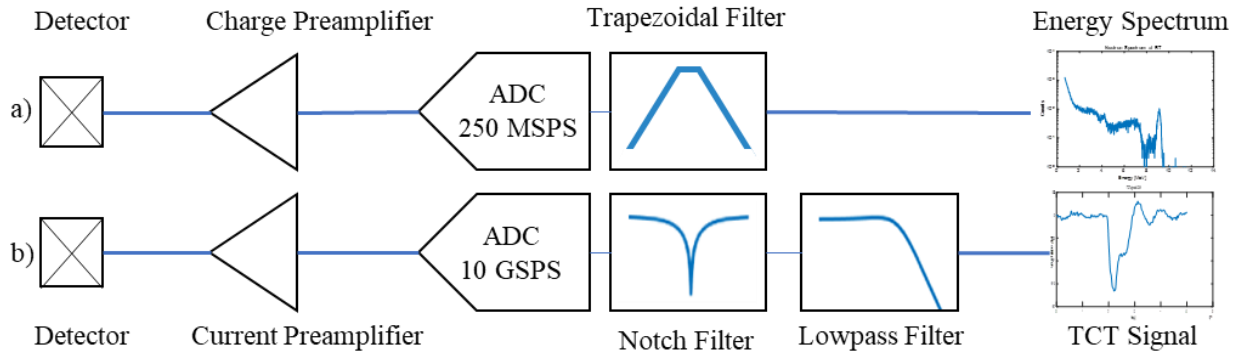 Detector
Charge Preamplifier
Trapezoidal Filter
Energy Spectrum
a)
ADC
250 MSPS
b)
ADC
10 GSPS
Detector
Current Preamplifier
Notch Filter
Lowpass Filter
TCT Signal